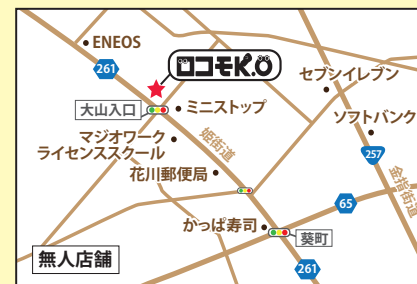 ENEOS
261
ロコモK.O
セブンイレブン
大山入口
ミニストップ
ソフトバンク
マジオワーク
ライセンススクール
姫街道
257
花川郵便局
金指街道
65
かっぱ寿司
葵町
無人店舗
261